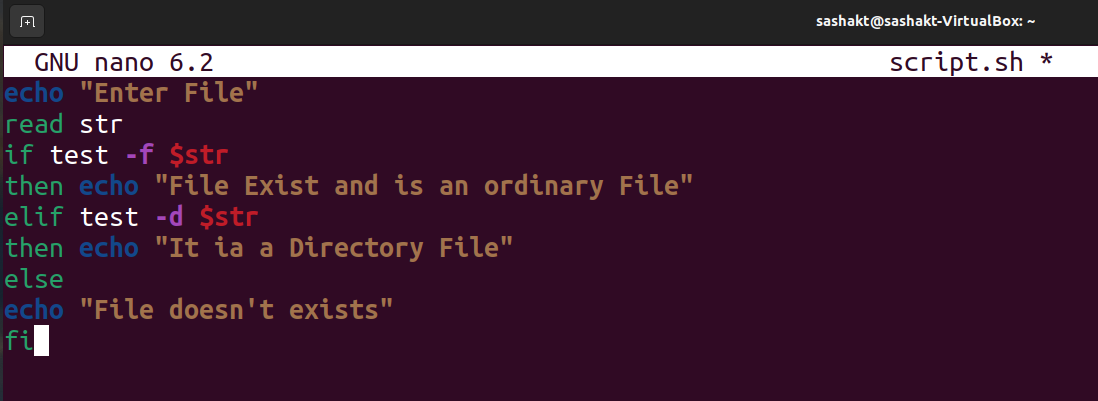 sashakt@sashakt-VirtualBox: ~
GNU nano 6.2 script.sh *
echo "Enter File"
read str
if test -f $str
then echo "File Exist and is an ordinary File"
elif test -d $str
then echo "It ia a Directory File"
else
echo "File doesn't exists"
fi